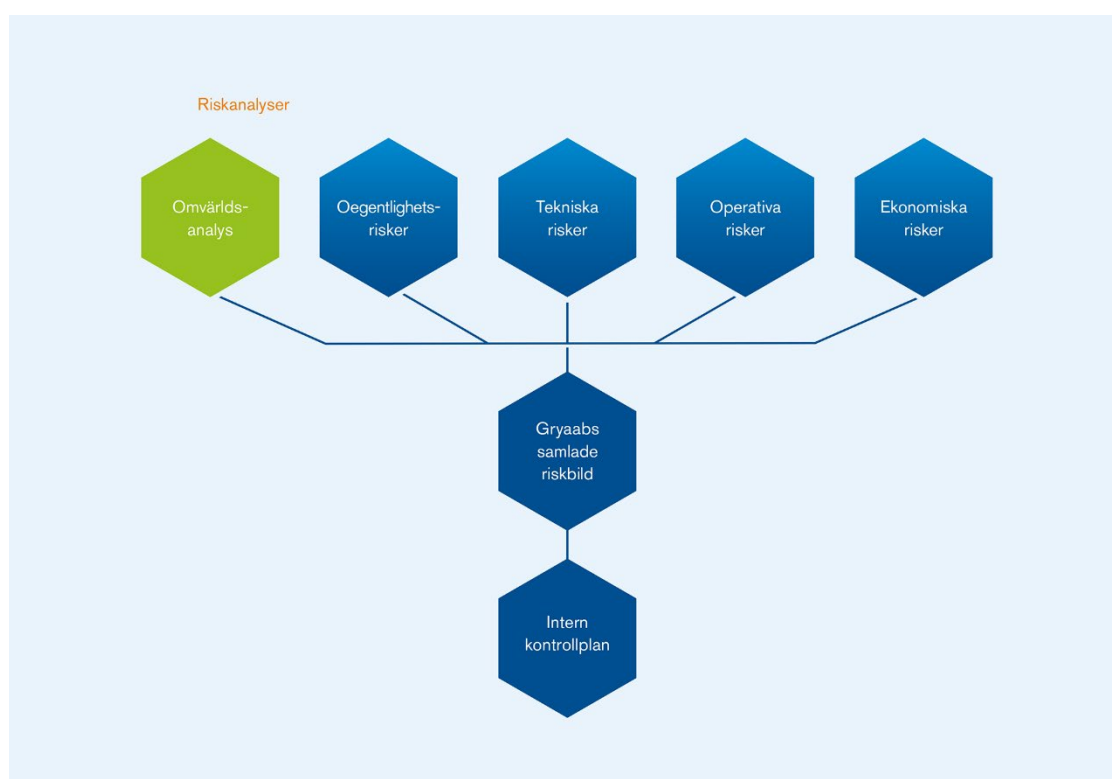 Riskanalyser
Omvärlds-
analys
Oegentlighets-
risker
Tekniska
risker
Operativa
risker
Ekonomiska
risker
Gryaabs
samlade
riskbild
Intern
kontrollplan